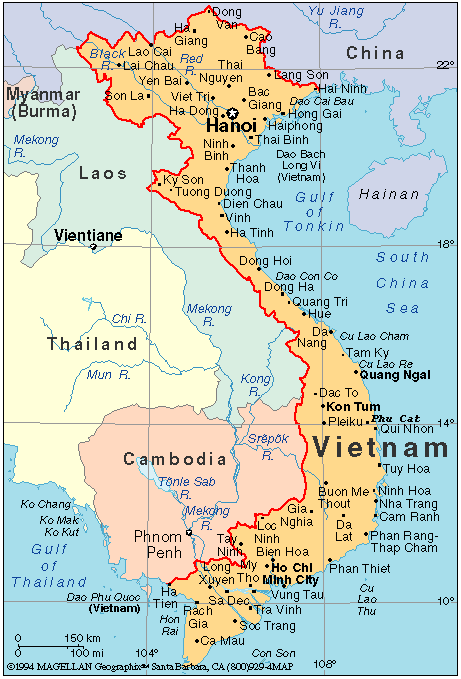 Dong
Van
Yu Jiang
R.
Ha
Giang
Cao
Bang
China
Black
R.
Lao Cai
Red
R.
22°
Lai Chau
Thai
Nguyen
Lang Son
Yen Bai
Hai Ninh
Myanmar
(Burma)
Son La
Viet Tri
Bac
Giang
Dao Cai Bau
Ha Dong
Hong Gai
Hanoi
Haiphong
Mekong
R.
Ninh
Binh
Thai Binh
Dao Bach
Long Vi
(Vietnam)
Laos
Thanh
Hoa
Ky Son
Tuong Duong
Gulf
of
Tonkin
Hainan
Dien Chau
Vinh
Vientiane
Ha Tinh
18°
Dong Hoi
South
China
Sea
Dao Con Co
Dong Ha
Mekong
R.
Quang Tri
Hue
Chi R.
Thailand
Da
Nang
Cu Lao Cham
Tam Ky
Cu Lao Re
Mun R.
Kong
R.
Quang Ngal
Dac To
Kon Tum
Pleiku
Phu Cat
14°
Qui Nhon
Srêpôk
R.
Vietnam
Cambodia
Tuy Hoa
Tônle Sab
R.
Buon Me
Thout
Ninh Hoa
Nha Trang
Ko Chang
Ko Mak
Ko Kut
Mekong
R.
Gia
Nghia
Da
Lat
Cam Ranh
Loc
Ninh
Phnom
Penh
Tay
Ninh
Bien Hoa
Phan Rang-
Thap Cham
Gulf
of
Thailand
Long
Xuyen
My
Tho
Ho Chi
Minh City
Phan Thiet
Dao Phu Quoc
(Vietnam)
Ha
Tien
Vung Tau
Cu
Lao
Thu
10°
Rach
Gia
Sa Dec
Tra Vinh
Hon
Rai
Soc Trang
Ca Mau
Con Son
0 150 km
0 150 mi
104°
108°
©1994 MAGELLAN Geographix℠ Santa Barbara, CA (800)929-4MAP